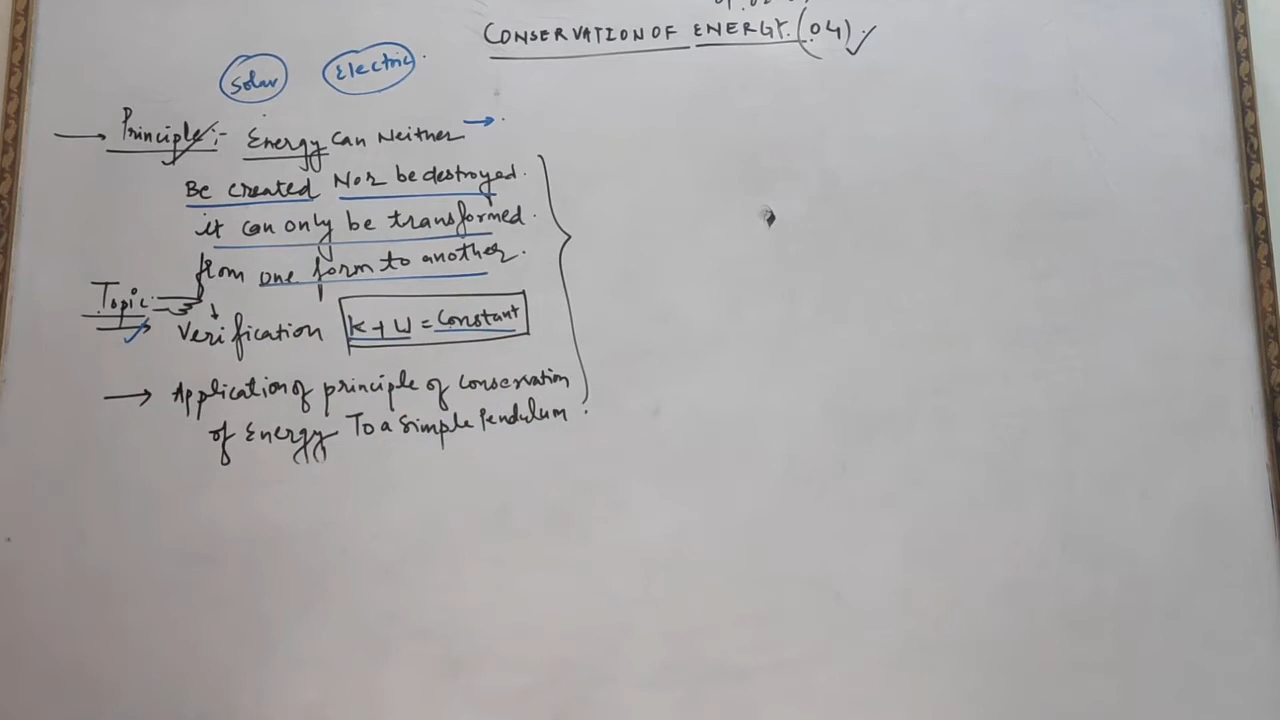 CONSERVATION OF ENERGY. (04)
Solar Electric
Principle :- Energy Can Neither
Be created Nor be destroyed.
it can only be transformed.
from one form to another.
Topic
Verification K + U = Constant
Application of principle of conservation
of Energy To a Simple Pendulum.